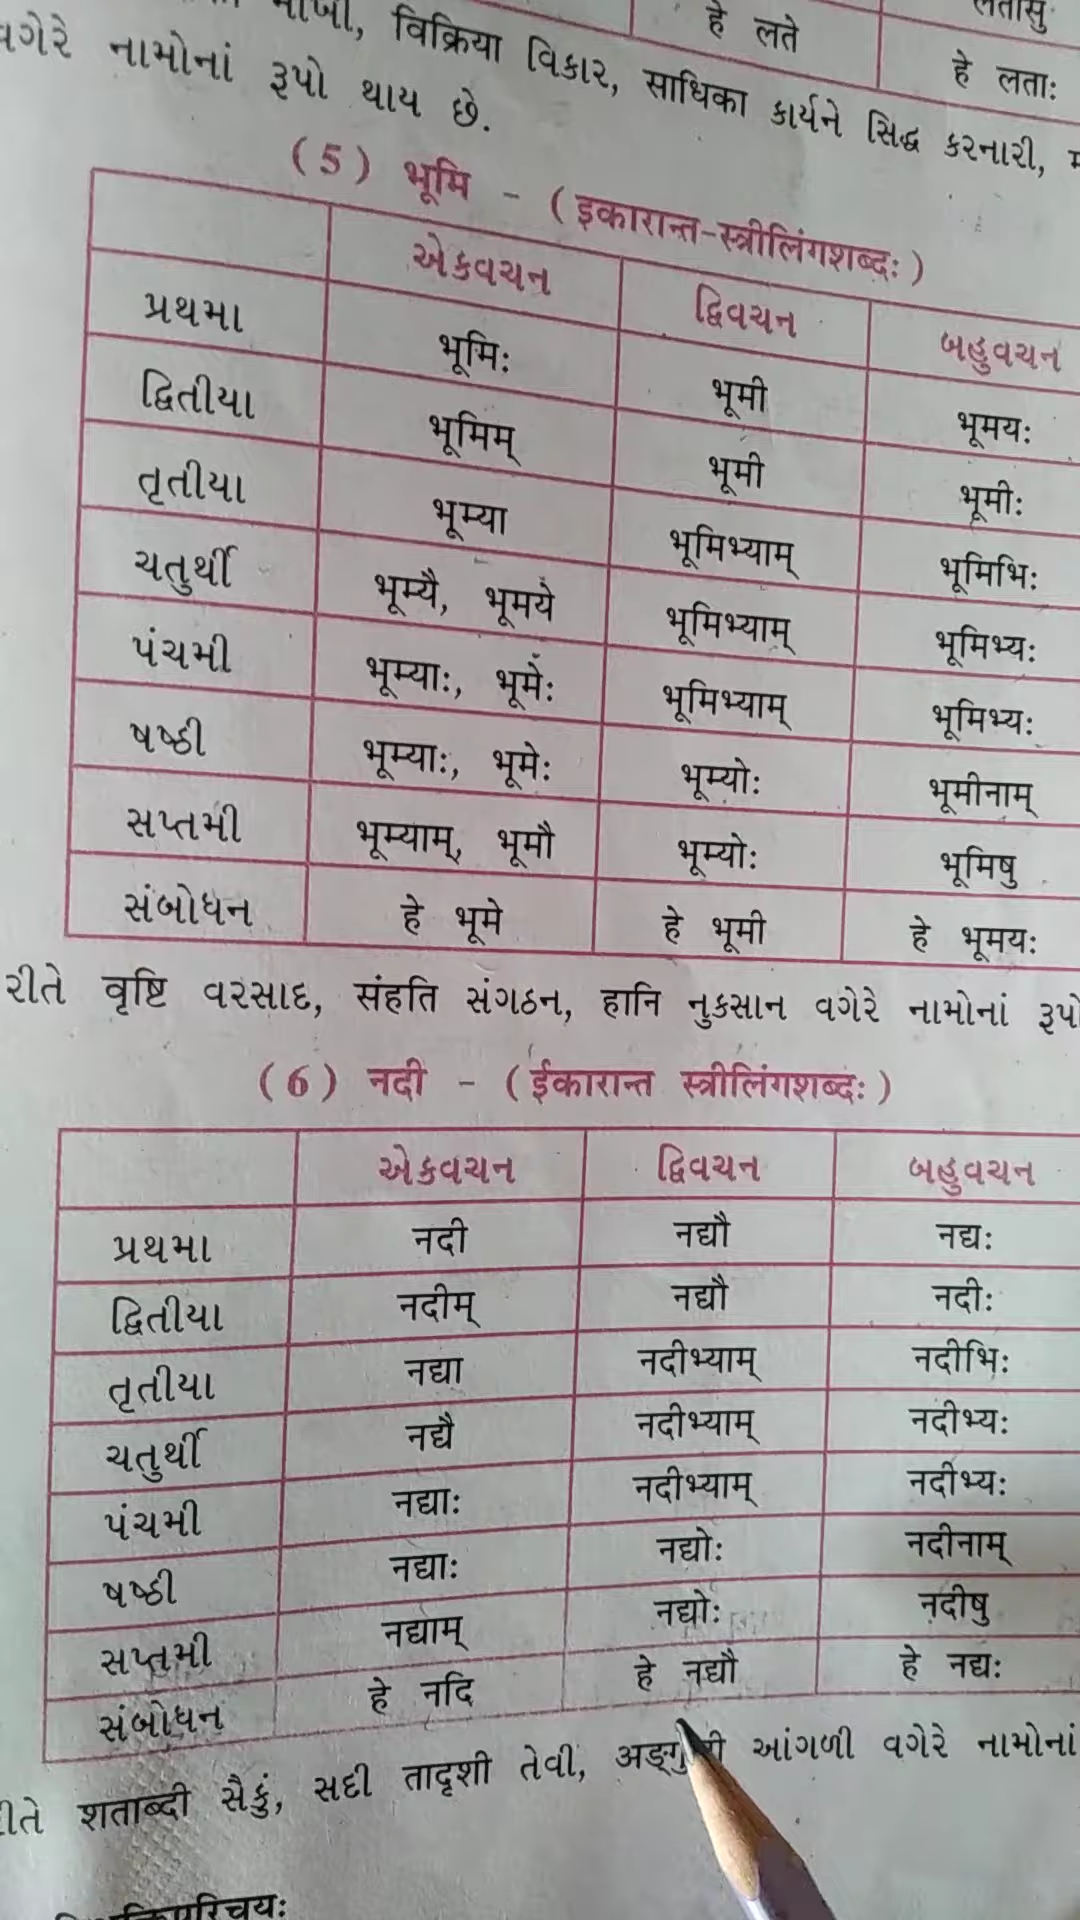 हे लते लतासु
हे लताः
विक्रिया વિકાર, साधिका કાર્યને સિદ્ધ કરનારી,
વગેરે નામોનાં રૂપો થાય છે.
(5) भूमि - (इकारान्त-स्त्रीलिंगशब्दः)
એકવચન દ્વિવચન બહુવચન
પ્રથમા भूमिः भूमी भूमयः
દ્વિતીયા भूमिम् भूमी भूमीः
તૃતીયા भूम्या भूमिभ्याम् भूमिभिः
ચતુર્થી भूम्यै, भूमये भूमिभ्याम् भूमिभ्यः
પંચમી भूम्याः, भूमेः भूमिभ्याम् भूमिभ्यः
ષષ્ઠી भूम्याः, भूमेः भूम्योः भूमीनाम्
સપ્તમી भूम्याम्, भूमौ भूम्योः भूमिषु
સંબોધન हे भूमे हे भूमी हे भूमयः
રીતે वृष्टि વરસાદ, संहति સંગઠન, हानि નુકસાન વગેરે નામોનાં રૂપો
(6) नदी - (ईकारान्त स्त्रीलिंगशब्दः)
એકવચન દ્વિવચન બહુવચન
પ્રથમા नदी नद्यौ नद्यः
દ્વિતીયા नदीम् नद्यौ नदीः
તૃતીયા नद्या नदीभ्याम् नदीभिः
ચતુર્થી नद्यै नदीभ्याम् नदीभ्यः
પંચમી नद्याः नदीभ्याम् नदीभ्यः
ષષ્ઠી नद्याः नद्योः नदीनाम्
સપ્તમી नद्याम् नद्योः नदीषु
સંબોધન हे नदि हे नद्यौ हे नद्यः
રીતે शताब्दी સૈકું, સદી तादृशी તેવી, આંગળી વગેરે નામોનાં